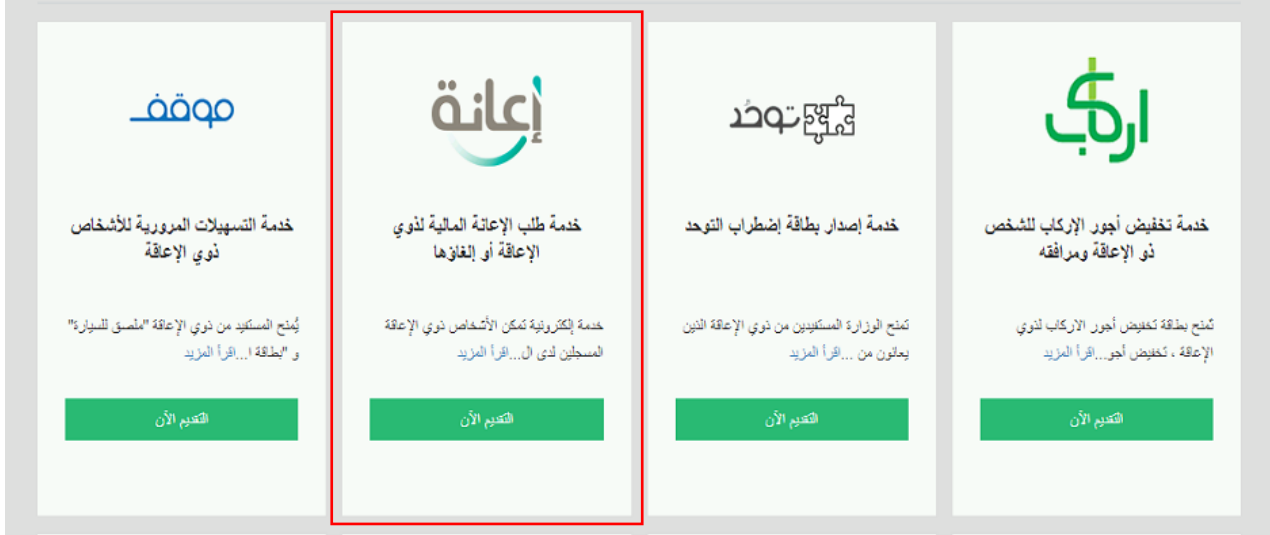 اركب
خدمة تخفيض أجور الإركاب للشخص
ذو الإعاقة ومرافقه
تُمنح بطاقة تخفيض أجور الاركاب لذوي
الإعاقة ، تخفيض أجو...اقرأ المزيد
التقديم الآن
توحُد
خدمة إصدار بطاقة إضطراب التوحد
تمنح الوزارة المستفيدين من ذوي الإعاقة الذين
يعانون من ...اقرأ المزيد
التقديم الآن
إعانة
خدمة طلب الإعانة المالية لذوي
الإعاقة أو إلغاؤها
خدمة إلكترونية تمكن الأشخاص ذوي الإعاقة
المسجلين لدى ال...اقرأ المزيد
التقديم الآن
موقف
خدمة التسهيلات المرورية للأشخاص
ذوي الإعاقة
يُمنح المستفيد من ذوي الإعاقة "ملصق للسيارة"
و "بطاقة ا...اقرأ المزيد
التقديم الآن